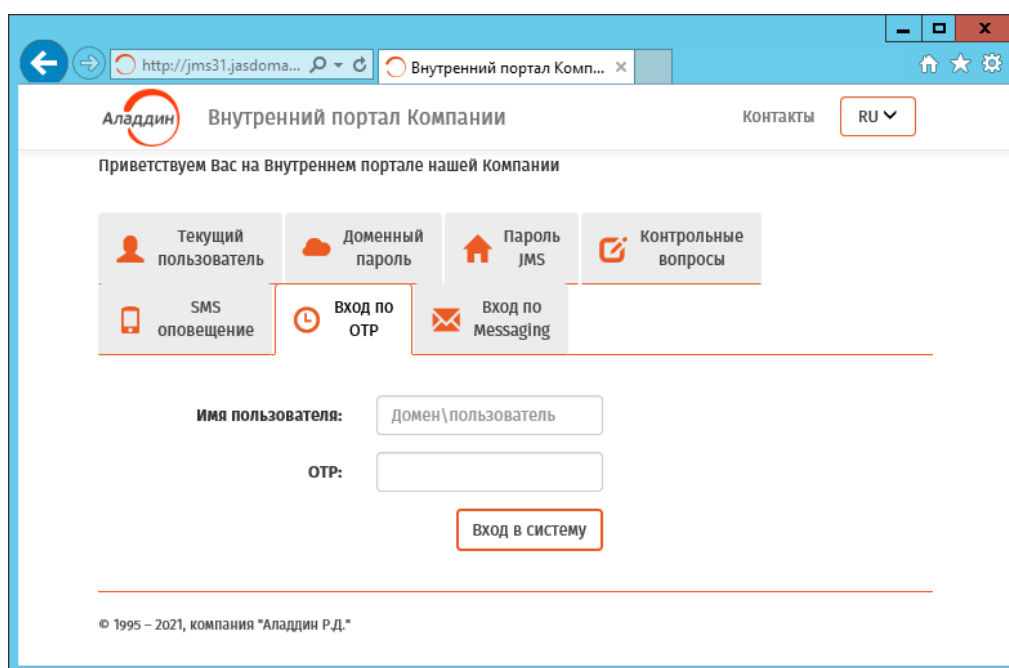 http://jms31.jasdoma...
Внутренний портал Комп...
Аладдин
Внутренний портал Компании
Контакты
RU
Приветствуем Вас на Внутреннем портале нашей Компании
Текущий
пользователь
Доменный
пароль
Пароль
JMS
Контрольные
вопросы
SMS
оповещение
Вход по
OTP
Вход по
Messaging
Имя пользователя:
Домен\пользователь
OTP:
Вход в систему
© 1995 – 2021, компания "Аладдин Р.Д."